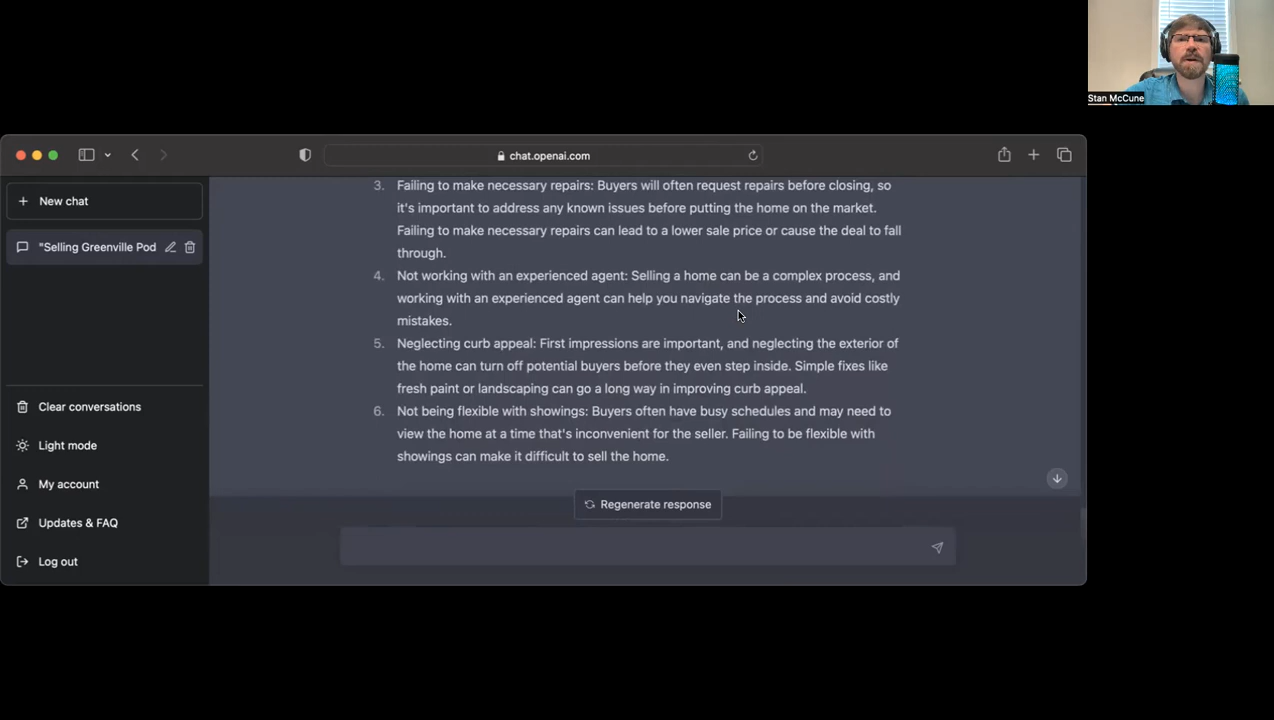 Stan McCune
chat.openai.com
New chat
"Selling Greenville Pod
Clear conversations
Light mode
My account
Updates & FAQ
Log out
3. Failing to make necessary repairs: Buyers will often request repairs before closing, so
it's important to address any known issues before putting the home on the market.
Failing to make necessary repairs can lead to a lower sale price or cause the deal to fall
through.
4. Not working with an experienced agent: Selling a home can be a complex process, and
working with an experienced agent can help you navigate the process and avoid costly
mistakes.
5. Neglecting curb appeal: First impressions are important, and neglecting the exterior of
the home can turn off potential buyers before they even step inside. Simple fixes like
fresh paint or landscaping can go a long way in improving curb appeal.
6. Not being flexible with showings: Buyers often have busy schedules and may need to
view the home at a time that's inconvenient for the seller. Failing to be flexible with
showings can make it difficult to sell the home.
Regenerate response